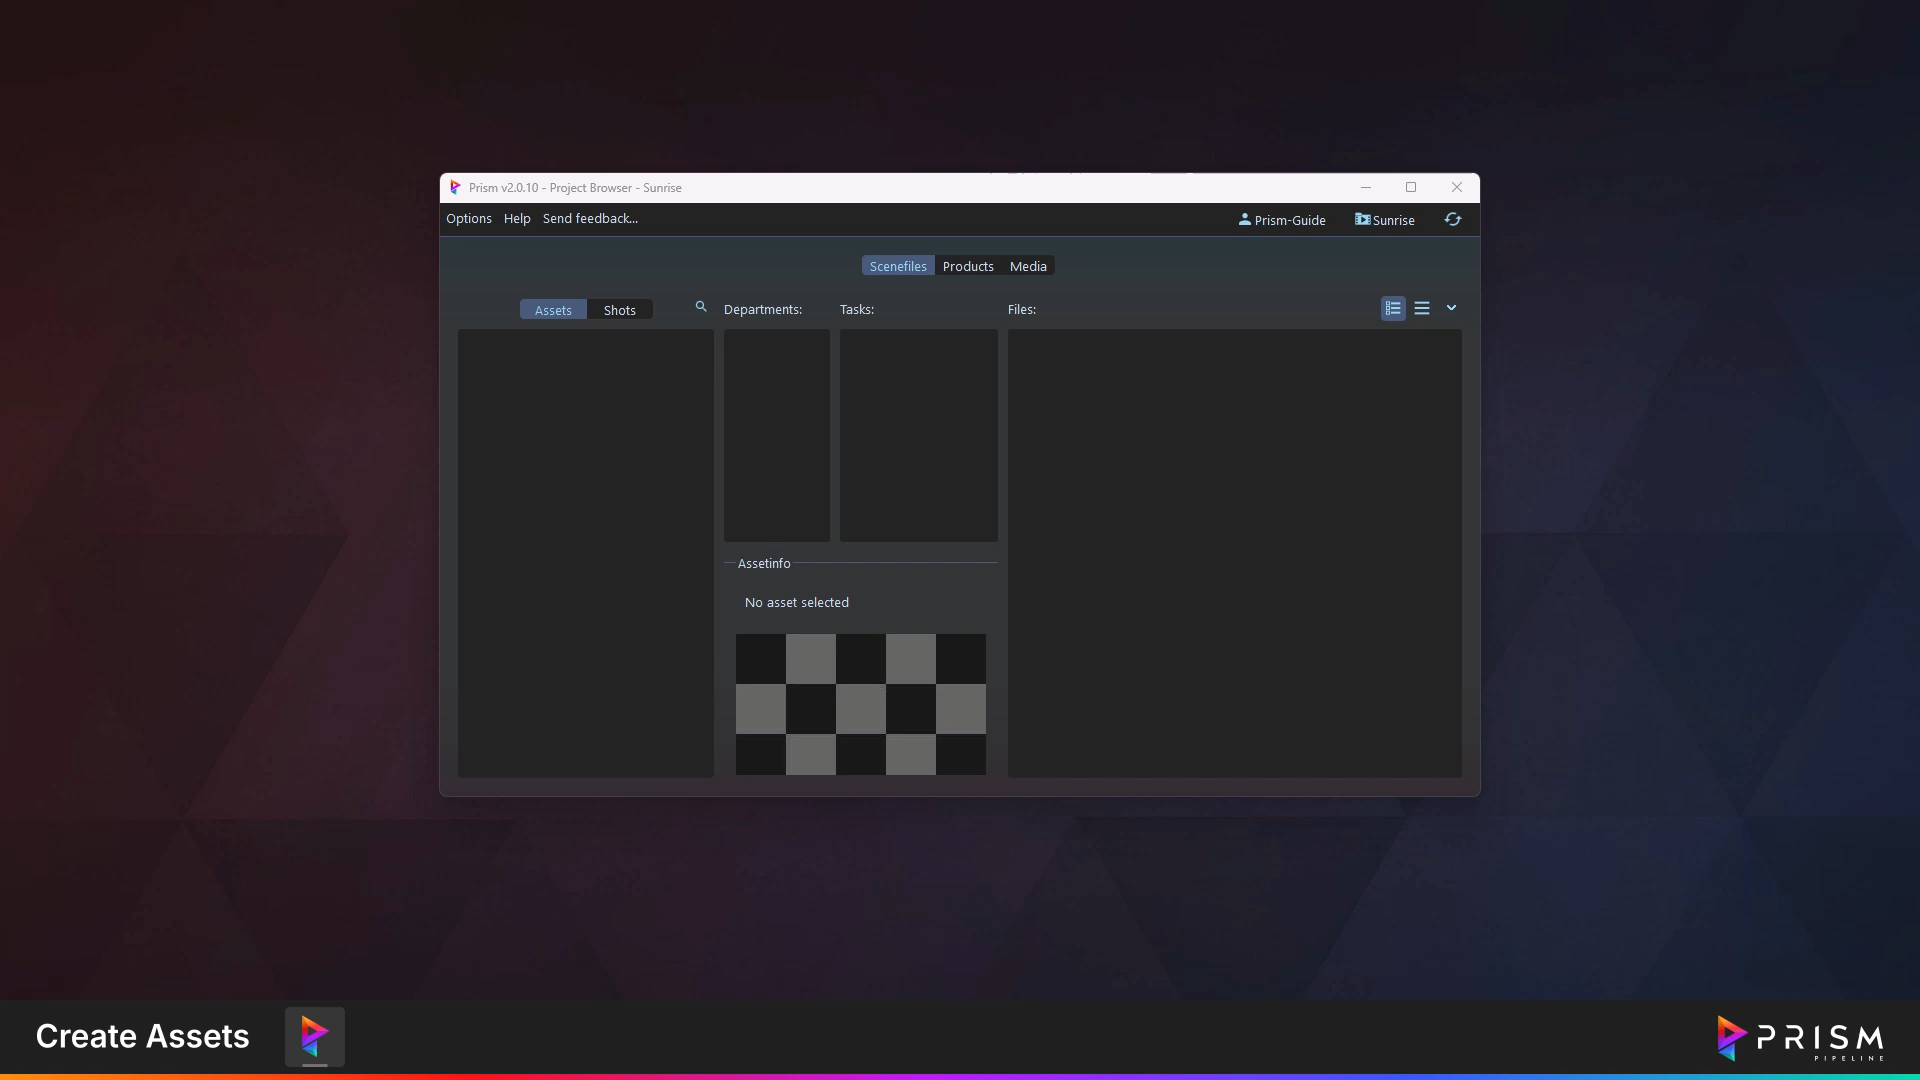 Prism v2.0.10 - Project Browser - Sunrise
Options Help Send feedback... Prism-Guide Sunrise
Scenefiles Products Media
Assets Shots Departments: Tasks: Files:
Assetinfo
No asset selected
Create Assets
PRISM
PIPELINE